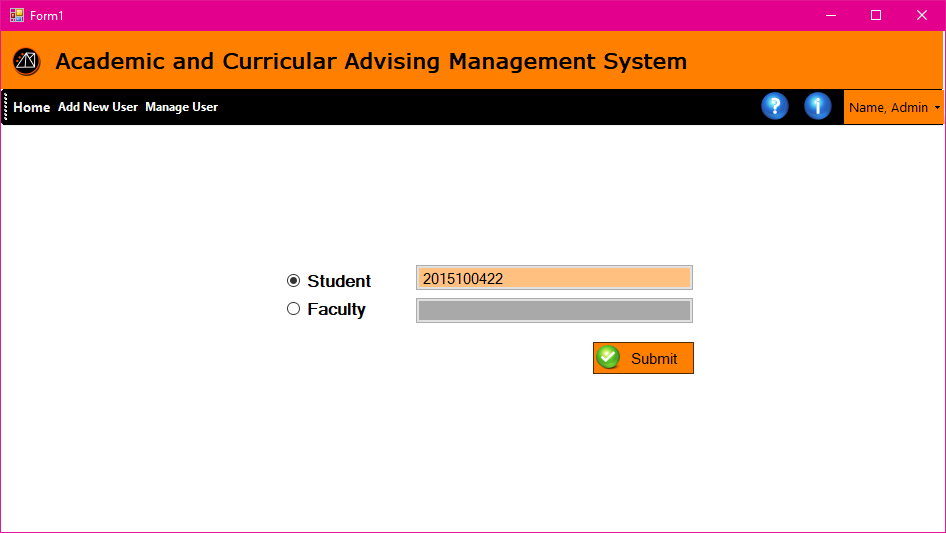 Form1
Academic and Curricular Advising Management System
Home Add New User Manage User ? i Name, Admin
Student 2015100422
Faculty
Submit